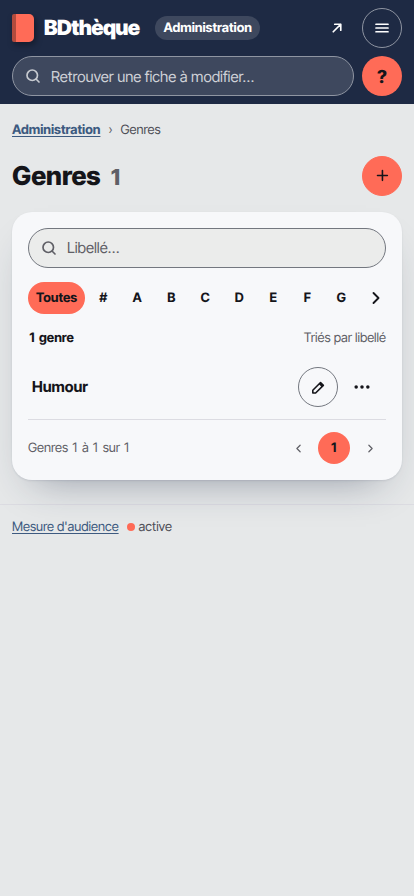 BDthèque Administration
Retrouver une fiche à modifier... ?
Administration › Genres
Genres 1
Libellé...
Toutes # A B C D E F G
1 genre Triés par libellé
Humour
Genres 1 à 1 sur 1 ‹ 1 ›
Mesure d'audience active